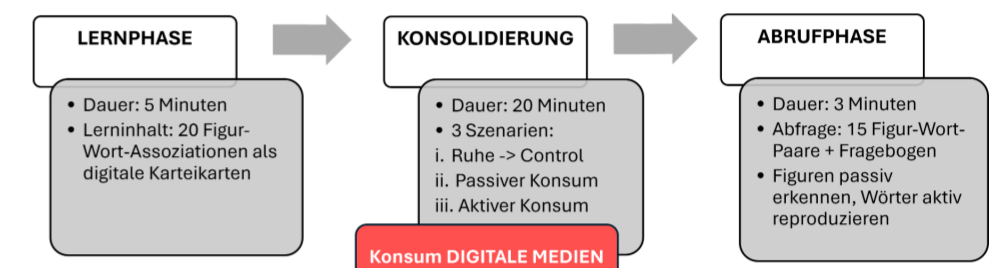 LERNPHASE
• Dauer: 5 Minuten
• Lerninhalt: 20 Figur-
Wort-Assoziationen als
digitale Karteikarten
KONSOLIDIERUNG
• Dauer: 20 Minuten
• 3 Szenarien:
i. Ruhe -> Control
ii. Passiver Konsum
iii. Aktiver Konsum
Konsum DIGITALE MEDIEN
ABRUFPHASE
• Dauer: 3 Minuten
• Abfrage: 15 Figur-Wort-
Paare + Fragebogen
• Figuren passiv
erkennen, Wörter aktiv
reproduzieren